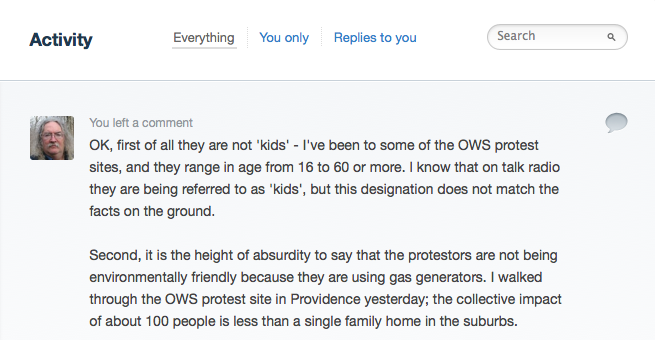 Activity
Everything
You only
Replies to you
Search
You left a comment
OK, first of all they are not 'kids' - I've been to some of the OWS protest
sites, and they range in age from 16 to 60 or more. I know that on talk radio
they are being referred to as 'kids', but this designation does not match the
facts on the ground.
Second, it is the height of absurdity to say that the protestors are not being
environmentally friendly because they are using gas generators. I walked
through the OWS protest site in Providence yesterday; the collective impact
of about 100 people is less than a single family home in the suburbs.